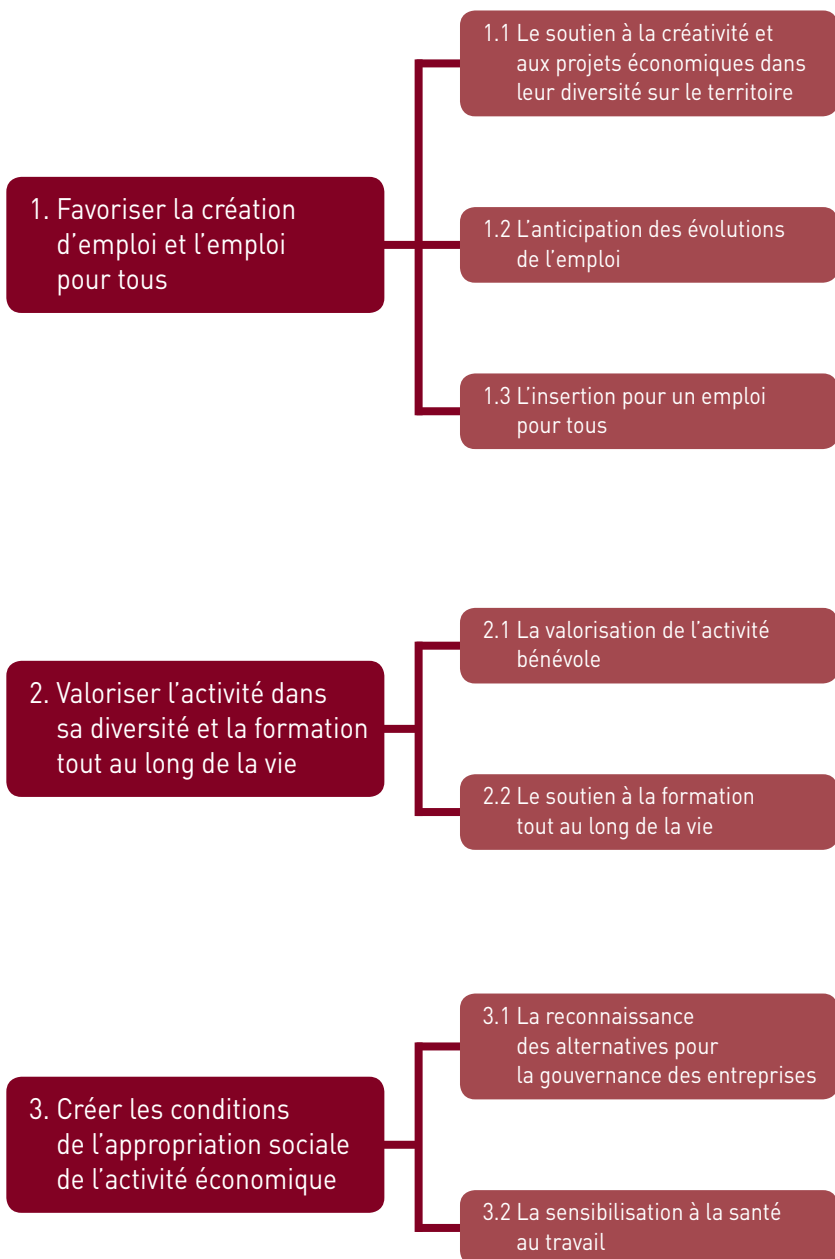 1. Favoriser la création
d'emploi et l'emploi
pour tous
1.1 Le soutien à la créativité et
aux projets économiques dans
leur diversité sur le territoire
1.2 L'anticipation des évolutions
de l'emploi
1.3 L'insertion pour un emploi
pour tous
2. Valoriser l'activité dans
sa diversité et la formation
tout au long de la vie
2.1 La valorisation de l'activité
bénévole
2.2 Le soutien à la formation
tout au long de la vie
3. Créer les conditions
de l'appropriation sociale
de l'activité économique
3.1 La reconnaissance
des alternatives pour
la gouvernance des entreprises
3.2 La sensibilisation à la santé
au travail